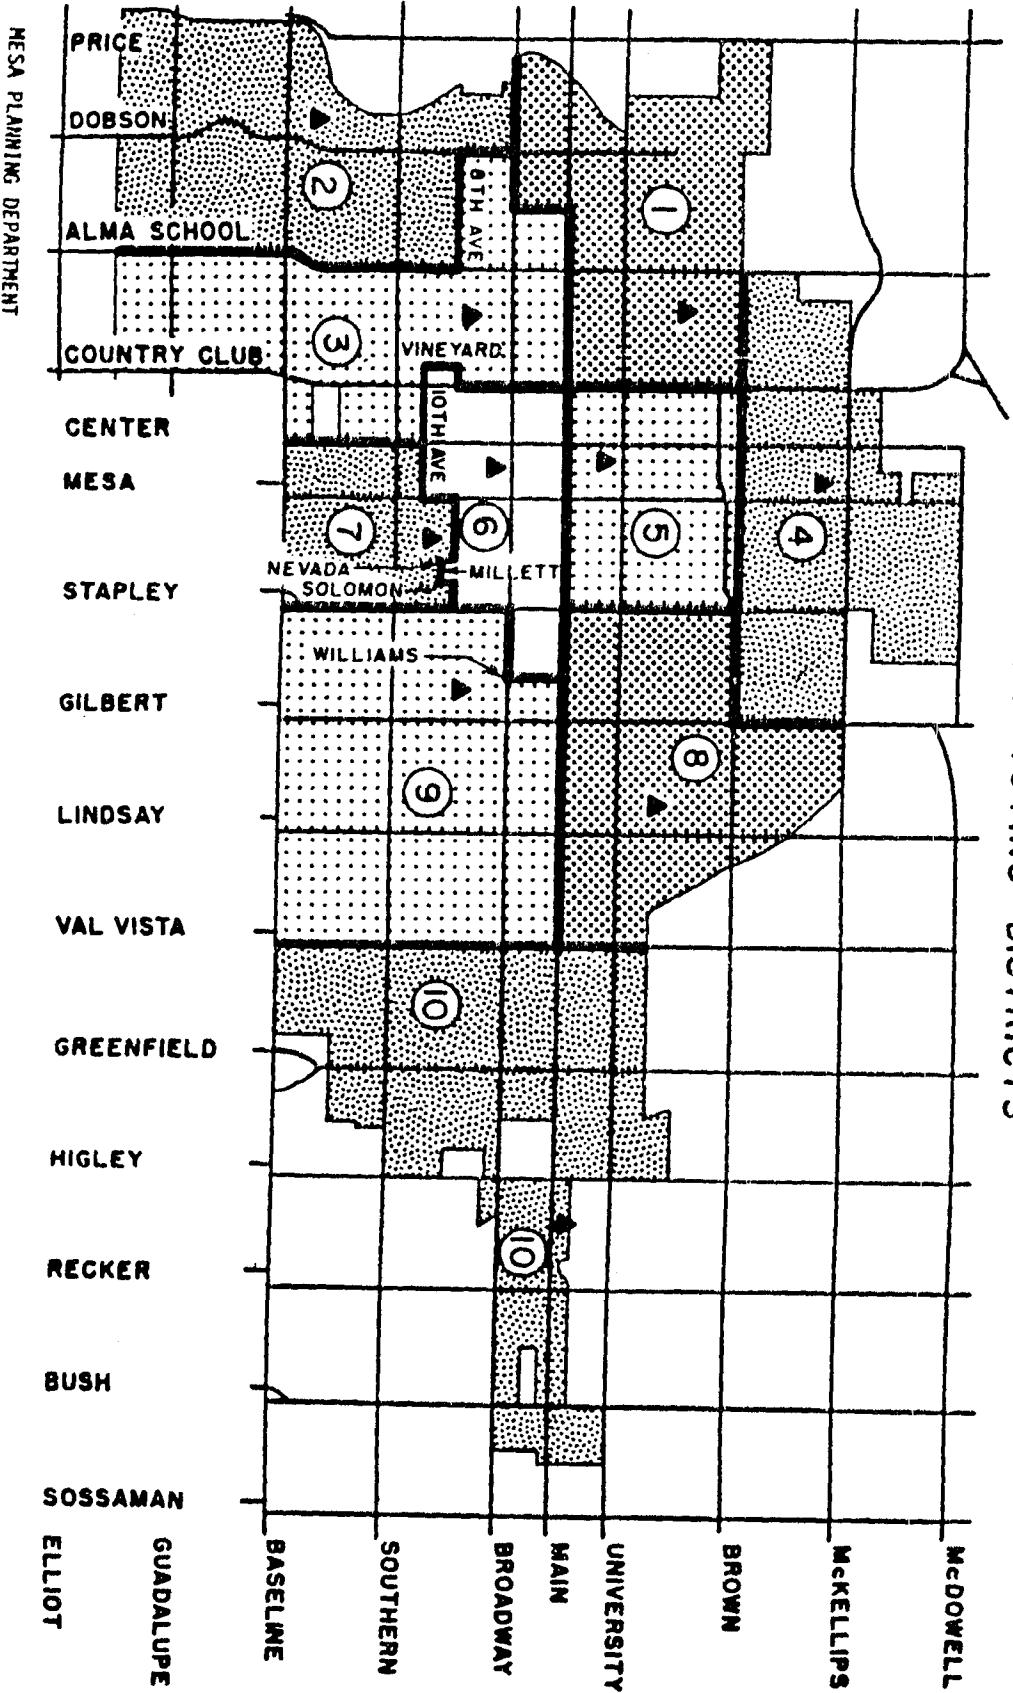 PRICE
DOBSON
ALMA SCHOOL
COUNTRY CLUB
CENTER
MESA
STAPLEY
GILBERT
LINDSAY
VAL VISTA
GREENFIELD
HIGLEY
RECKER
BUSH
SOSSAMAN
ELLIOT
GUADALUPE
BASELINE
SOUTHERN
BROADWAY
MAIN
UNIVERSITY
BROWN
McKELLIPS
McDOWELL
MESA PLANNING DEPARTMENT
8TH AVE
VINEYARD
10TH AVE
NEVADA
SOLOMON
MILLETT
WILLIAMS
1
2
3
4
5
6
7
8
9
10
10
DISTRICTS